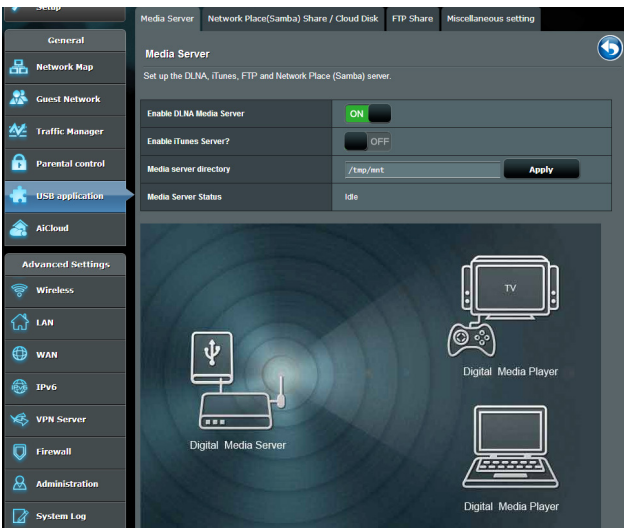 Setup
General
Network Map
Guest Network
Traffic Manager
Parental control
USB application
AiCloud
Advanced Settings
Wireless
LAN
WAN
IPv6
VPN Server
Firewall
Administration
System Log
Media Server
Network Place(Samba) Share / Cloud Disk
FTP Share
Miscellaneous setting
Media Server
Set up the DLNA, iTunes, FTP and Network Place (Samba) server.
Enable DLNA Media Server
ON
Enable iTunes Server?
OFF
Media server directory
/tmp/mnt
Apply
Media Server Status
Idle
TV
Digital Media Player
Digital Media Server
Digital Media Player